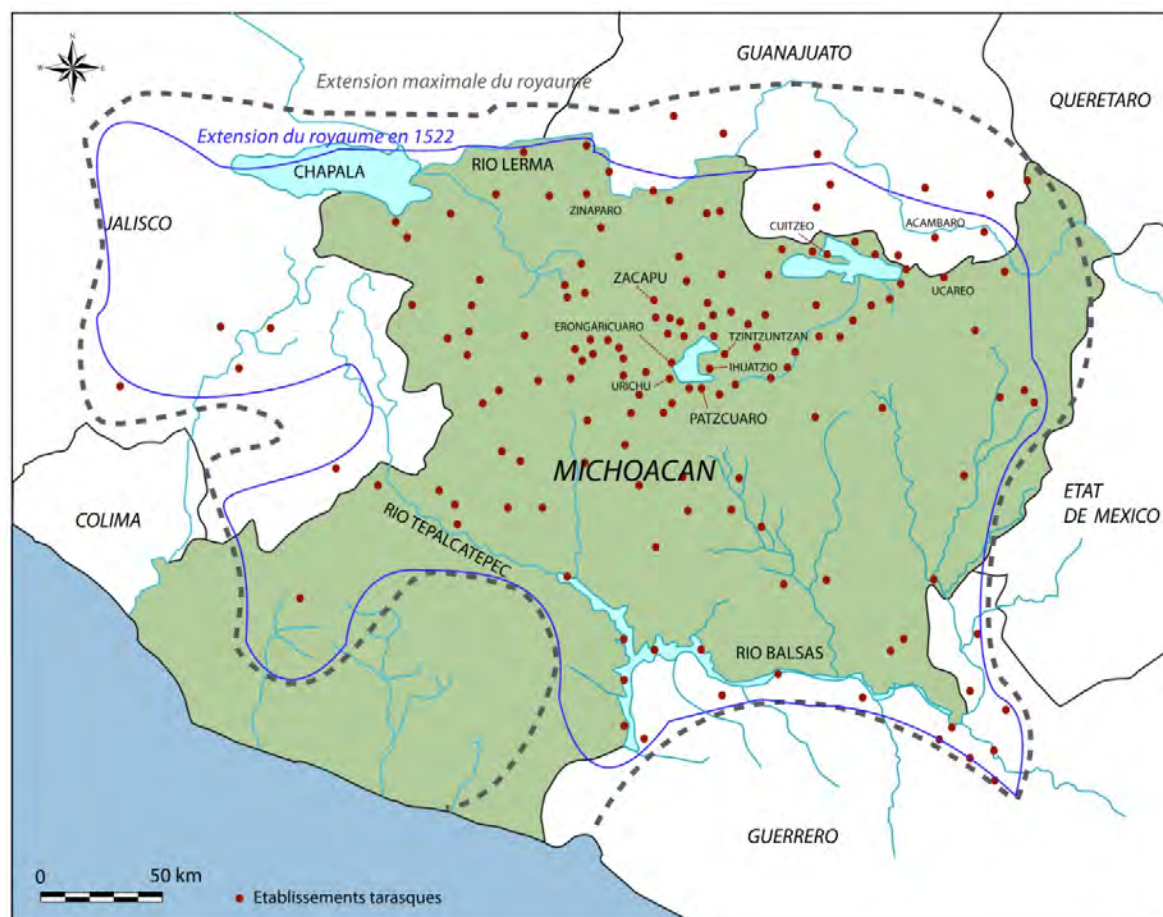 GUANAJUATO
N
W E
S
Extension maximale du royaume
QUERETARO
Extension du royaume en 1522
RIO LERMA
CHAPALA
ZINAPARO
JALISCO
ACAMBARO
CUITZEO
ZACAPU
UCAREO
ERONGARICUARO
TZINTZUNTZAN
IHUATZIO
URICHU
PATZCUARO
MICHOACAN
COLIMA
ETAT
DE MEXICO
RIO TEPALCATEPEC
RIO BALSAS
GUERRERO
0 50 km
Etablissements tarasques